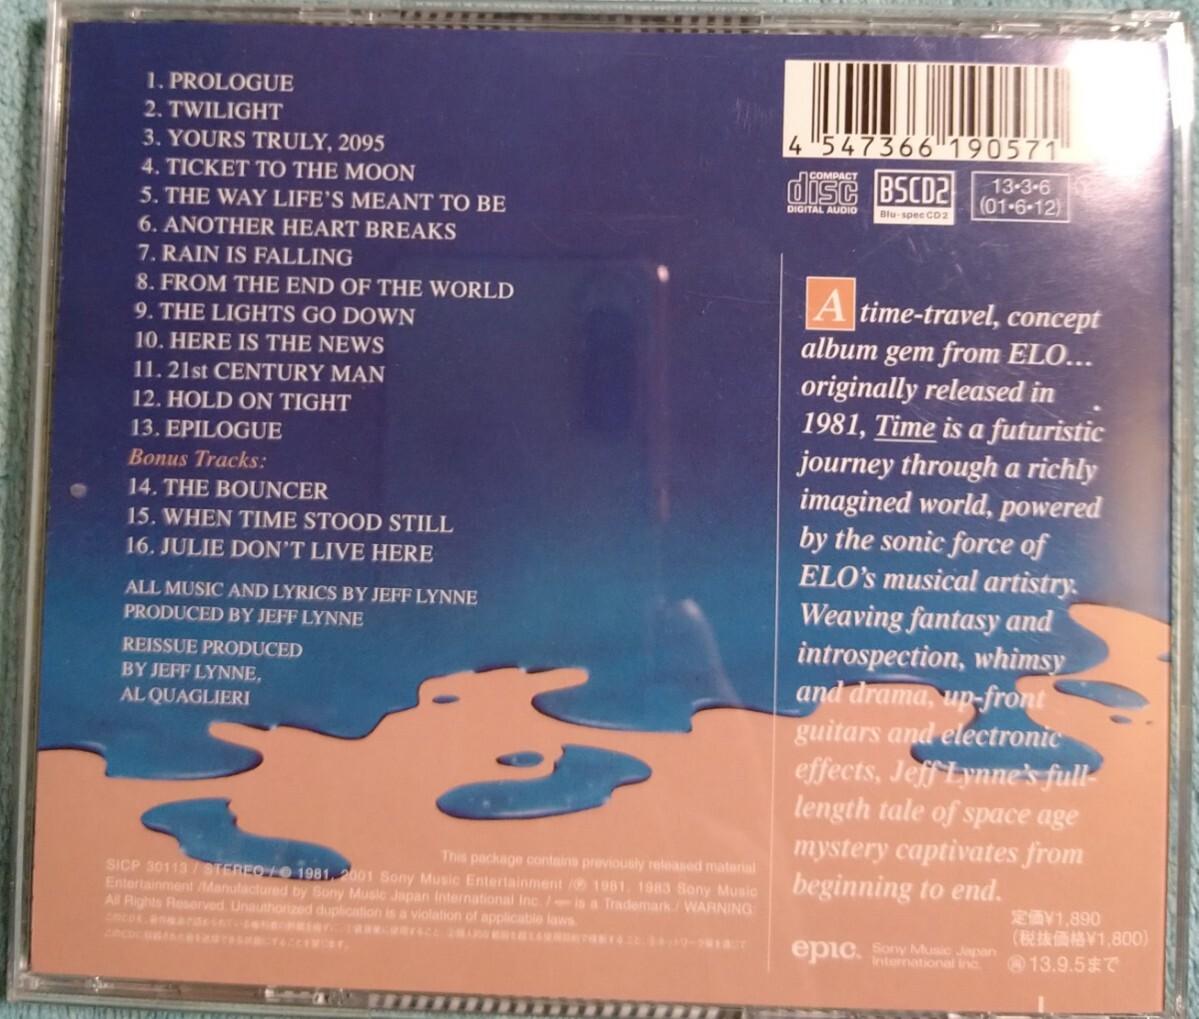 1. PROLOGUE
2. TWILIGHT
3. YOURS TRULY, 2095
4. TICKET TO THE MOON
5. THE WAY LIFE'S MEANT TO BE
6. ANOTHER HEART BREAKS
7. RAIN IS FALLING
8. FROM THE END OF THE WORLD
9. THE LIGHTS GO DOWN
10. HERE IS THE NEWS
11. 21st CENTURY MAN
12. HOLD ON TIGHT
13. EPILOGUE
Bonus Tracks:
14. THE BOUNCER
15. WHEN TIME STOOD STILL
16. JULIE DON'T LIVE HERE
ALL MUSIC AND LYRICS BY JEFF LYNNE
PRODUCED BY JEFF LYNNE
REISSUE PRODUCED
BY JEFF LYNNE,
AL QUAGLIERI
4 547366 190571
COMPACT
disc
DIGITAL AUDIO
BSCD2
Blu-spec CD 2
13・3・6
(01・6・12)
A time-travel, concept
album gem from ELO...
originally released in
1981, Time is a futuristic
journey through a richly
imagined world, powered
by the sonic force of
ELO's musical artistry.
Weaving fantasy and
introspection, whimsy
and drama, up-front
guitars and electronic
effects, Jeff Lynne's full-
length tale of space age
mystery captivates from
beginning to end.
This package contains previously released material
SICP 30113 / STEREO / © 1981, 2001 Sony Music Entertainment / ℗ 1981, 1983 Sony Music
Entertainment /Manufactured by Sony Music Japan International Inc. / is a Trademark./ WARNING:
All Rights Reserved. Unauthorized duplication is a violation of applicable laws.
定価¥1,890
(税抜価格¥1,800)
epic.
Sony Music Japan
International Inc.
13.9.5まで